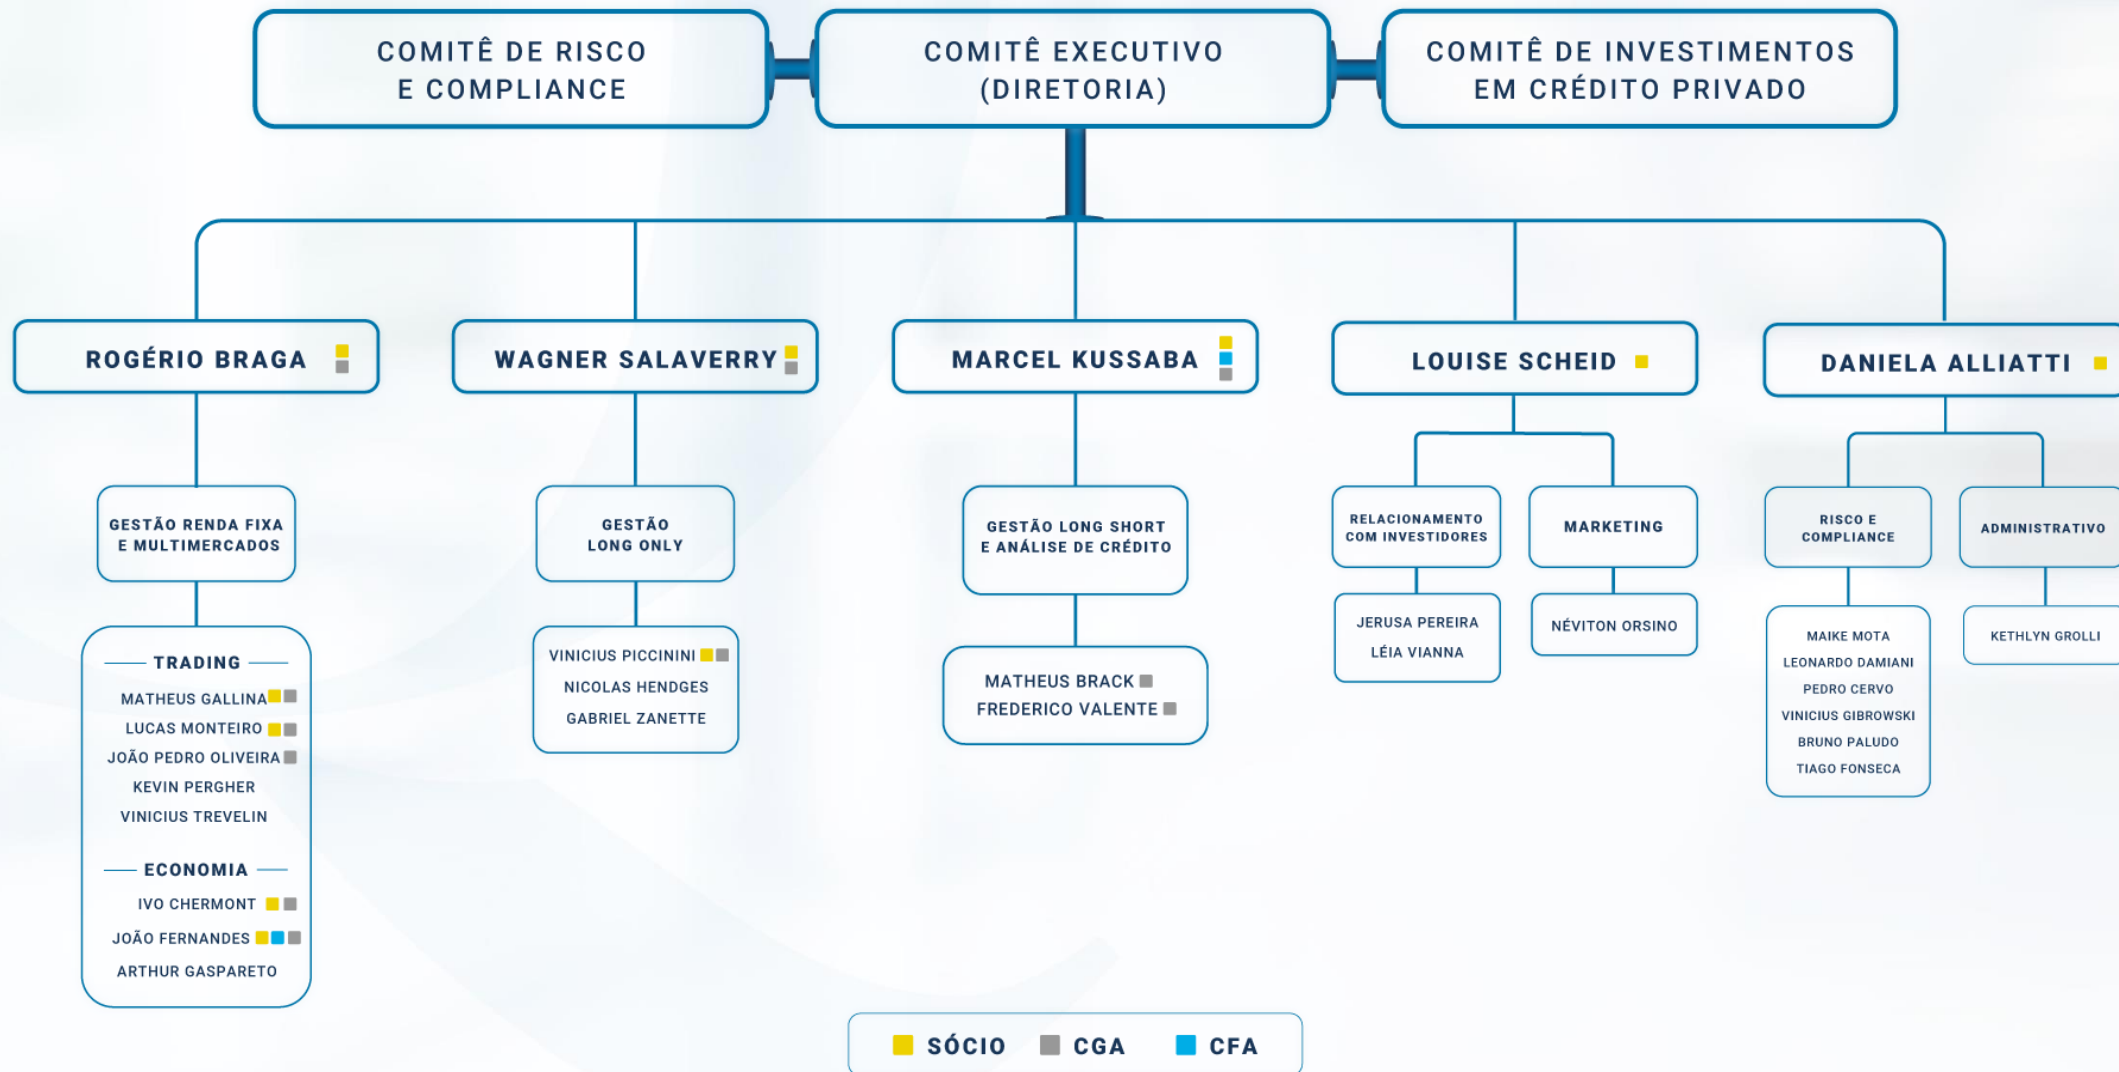 COMITÊ DE RISCO
E COMPLIANCE
COMITÊ EXECUTIVO
(DIRETORIA)
COMITÊ DE INVESTIMENTOS
EM CRÉDITO PRIVADO
ROGÉRIO BRAGA
WAGNER SALAVERRY
MARCEL KUSSABA
LOUISE SCHEID
DANIELA ALLIATTI
GESTÃO RENDA FIXA
E MULTIMERCADOS
TRADING
MATHEUS GALLINA
LUCAS MONTEIRO
JOÃO PEDRO OLIVEIRA
KEVIN PERGHER
VINICIUS TREVELIN
ECONOMIA
IVO CHERMONT
JOÃO FERNANDES
ARTHUR GASPARETO
GESTÃO
LONG ONLY
VINICIUS PICCININI
NICOLAS HENDGES
GABRIEL ZANETTE
GESTÃO LONG SHORT
E ANÁLISE DE CRÉDITO
MATHEUS BRACK
FREDERICO VALENTE
RELACIONAMENTO
COM INVESTIDORES
JERUSA PEREIRA
LÉIA VIANNA
MARKETING
NÉVITON ORSINO
RISCO E
COMPLIANCE
MAIKE MOTA
LEONARDO DAMIANI
PEDRO CERVO
VINICIUS GIBROWSKI
BRUNO PALUDO
TIAGO FONSECA
ADMINISTRATIVO
KETHLYN GROLLI
SÓCIO
CGA
CFA